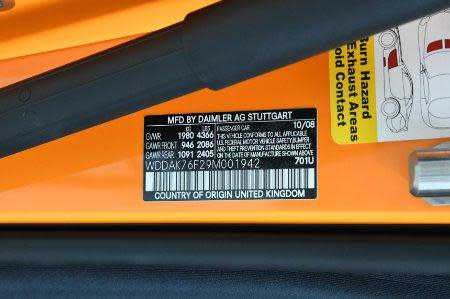 MFD BY DAIMLER AG STUTTGART
KG LBS PASSENGER CAR 10/08
GVWR 1980 4366 THIS VEHICLE CONFORMS TO ALL APPLICABLE
GAWR FRONT 946 2086 U.S. FEDERAL MOTOR VEHICLE SAFETY/BUMPER/
GAWR REAR 1091 2405 AND THEFT PREVENTION STANDARDS IN EFFECT
ON THE DATE OF MANUFACTURE SHOWN ABOVE.
WDDAK76F29M001942 701U
COUNTRY OF ORIGIN UNITED KINGDOM
Burn Hazard
Exhaust Areas
Hold Contact